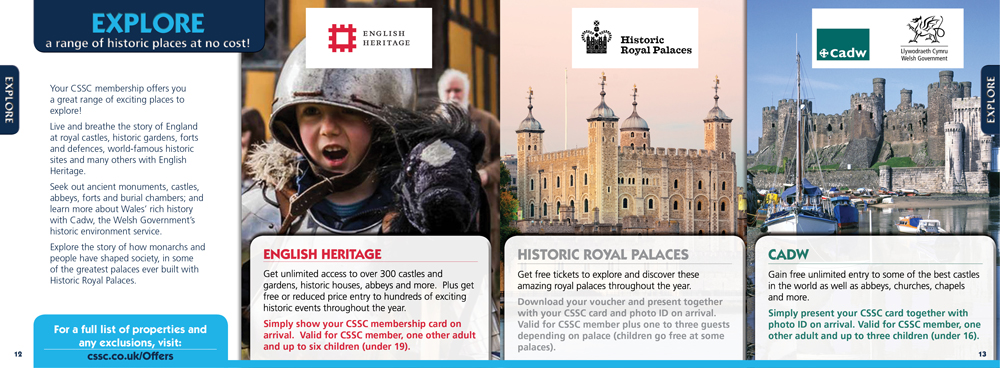 EXPLORE
a range of historic places at no cost!
EXPLORE
Your CSSC membership offers you
a great range of exciting places to
explore!
Live and breathe the story of England
at royal castles, historic gardens, forts
and defences, world-famous historic
sites and many others with English
Heritage.
Seek out ancient monuments, castles,
abbeys, forts and burial chambers; and
learn more about Wales' rich history
with Cadw, the Welsh Government's
historic environment service.
Explore the story of how monarchs and
people have shaped society, in some
of the greatest palaces ever built with
Historic Royal Palaces.
For a full list of properties and
any exclusions, visit:
cssc.co.uk/Offers
12
ENGLISH
HERITAGE
ENGLISH HERITAGE
Get unlimited access to over 300 castles and
gardens, historic houses, abbeys and more. Plus get
free or reduced price entry to hundreds of exciting
historic events throughout the year.
Simply show your CSSC membership card on
arrival. Valid for CSSC member, one other adult
and up to six children (under 19).
Historic
Royal Palaces
HISTORIC ROYAL PALACES
Get free tickets to explore and discover these
amazing royal palaces throughout the year.
Download your voucher and present together
with your CSSC card and photo ID on arrival.
Valid for CSSC member plus one to three guests
depending on palace (children go free at some
palaces).
Cadw
Llywodraeth Cymru
Welsh Government
EXPLORE
CADW
Gain free unlimited entry to some of the best castles
in the world as well as abbeys, churches, chapels
and more.
Simply present your CSSC card together with
photo ID on arrival. Valid for CSSC member, one
other adult and up to three children (under 16).
13